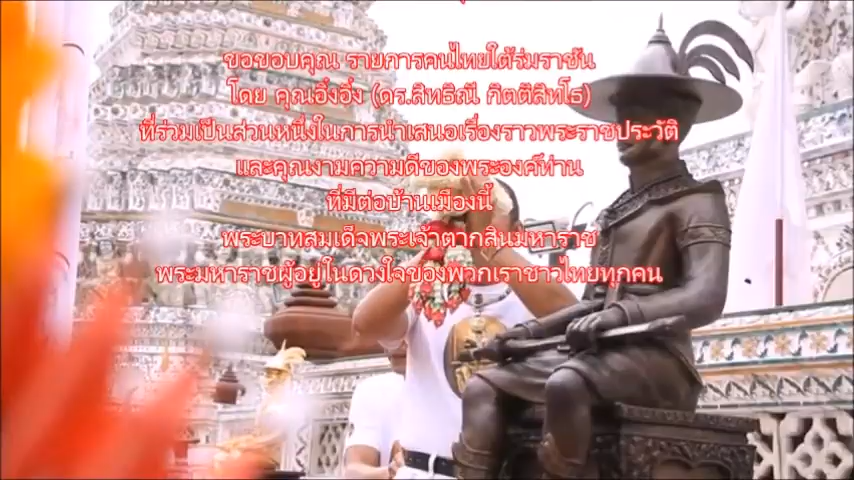 ขอขอบคุณ รายการคนไทยใต้ร่มราชัน
โดย คุณอิ๋งอิ๋ง (ดร.สิทธิณี กิตติสิทโธ)
ที่ร่วมเป็นส่วนหนึ่งในการนำเสนอเรื่องราวพระราชประวัติ
และคุณงามความดีของพระองค์ท่าน
ที่มีต่อบ้านเมืองนี้
พระบาทสมเด็จพระเจ้าตากสินมหาราช
พระมหาราชผู้อยู่ในดวงใจของพวกเราชาวไทยทุกคน